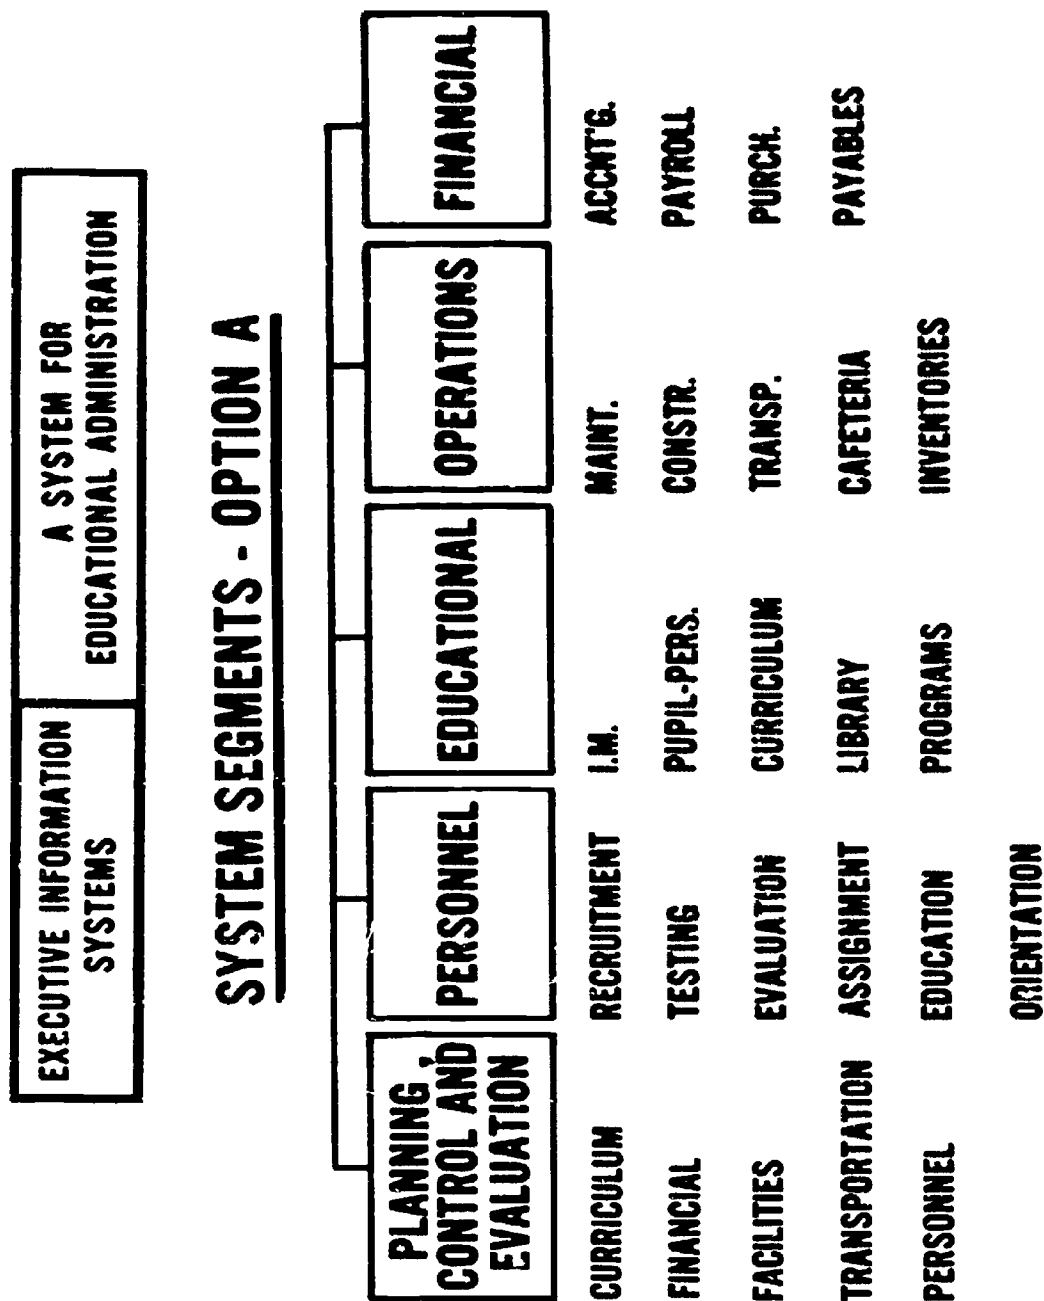 EXECUTIVE INFORMATION
SYSTEMS
A SYSTEM FOR
EDUCATIONAL ADMINISTRATION
SYSTEM SEGMENTS - OPTION A
PLANNING,
CONTROL AND
EVALUATION
CURRICULUM
FINANCIAL
FACILITIES
TRANSPORTATION
PERSONNEL
PERSONNEL
RECRUITMENT
TESTING
EVALUATION
ASSIGNMENT
EDUCATION
ORIENTATION
EDUCATIONAL
I.M.
PUPIL-PERS.
CURRICULUM
LIBRARY
PROGRAMS
OPERATIONS
MAINT.
CONSTR.
TRANSP.
CAFETERIA
INVENTORIES
FINANCIAL
ACCNT'G.
PAYROLL
PURCH.
PAYABLES